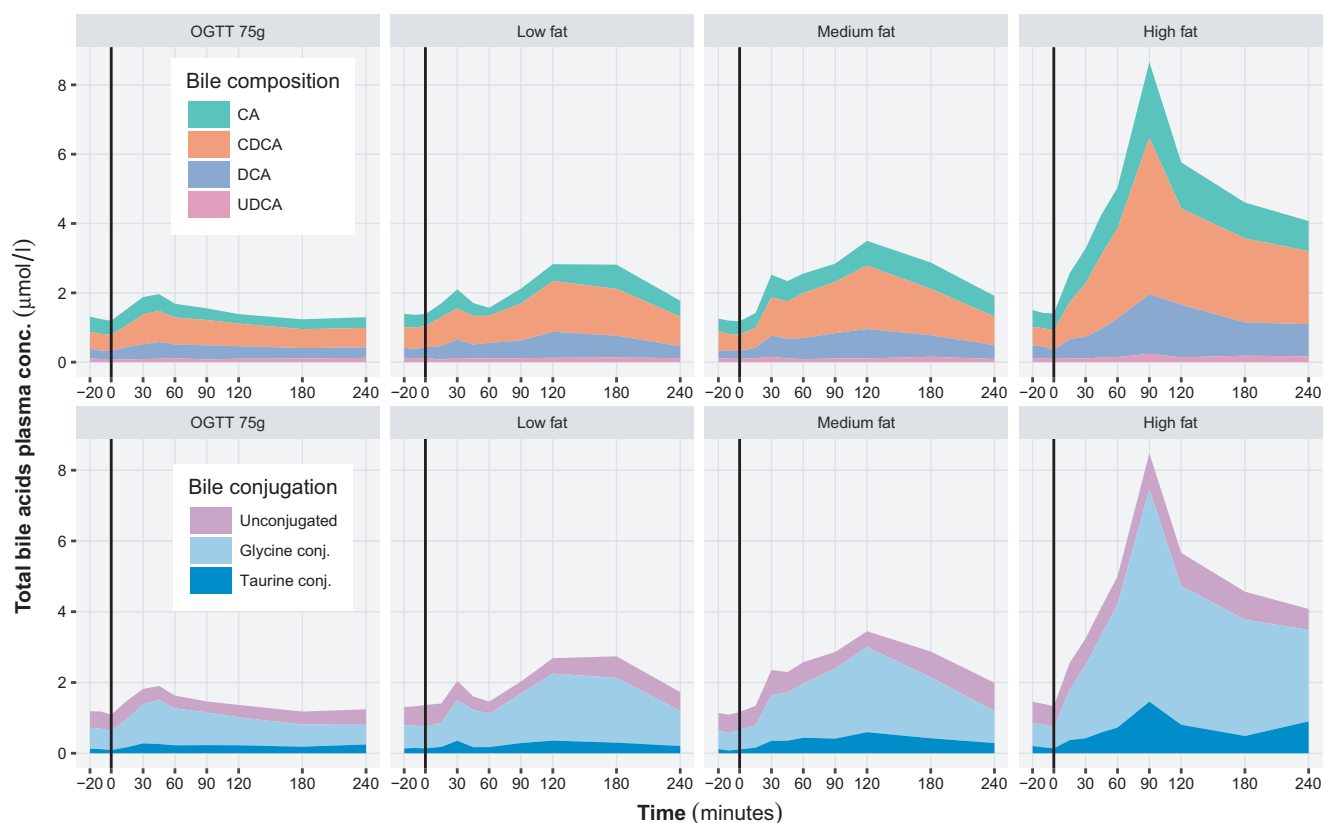 OGTT 75g Low fat Medium fat High fat
Bile composition
CA
CDCA
DCA
UDCA
8
6
4
2
0
−20 0 30 60 90 120 180 240 −20 0 30 60 90 120 180 240 −20 0 30 60 90 120 180 240 −20 0 30 60 90 120 180 240
OGTT 75g Low fat Medium fat High fat
Bile conjugation
Unconjugated
Glycine conj.
Taurine conj.
8
6
4
2
0
−20 0 30 60 90 120 180 240 −20 0 30 60 90 120 180 240 −20 0 30 60 90 120 180 240 −20 0 30 60 90 120 180 240
Total bile acids plasma conc. (μmol/l)
Time (minutes)